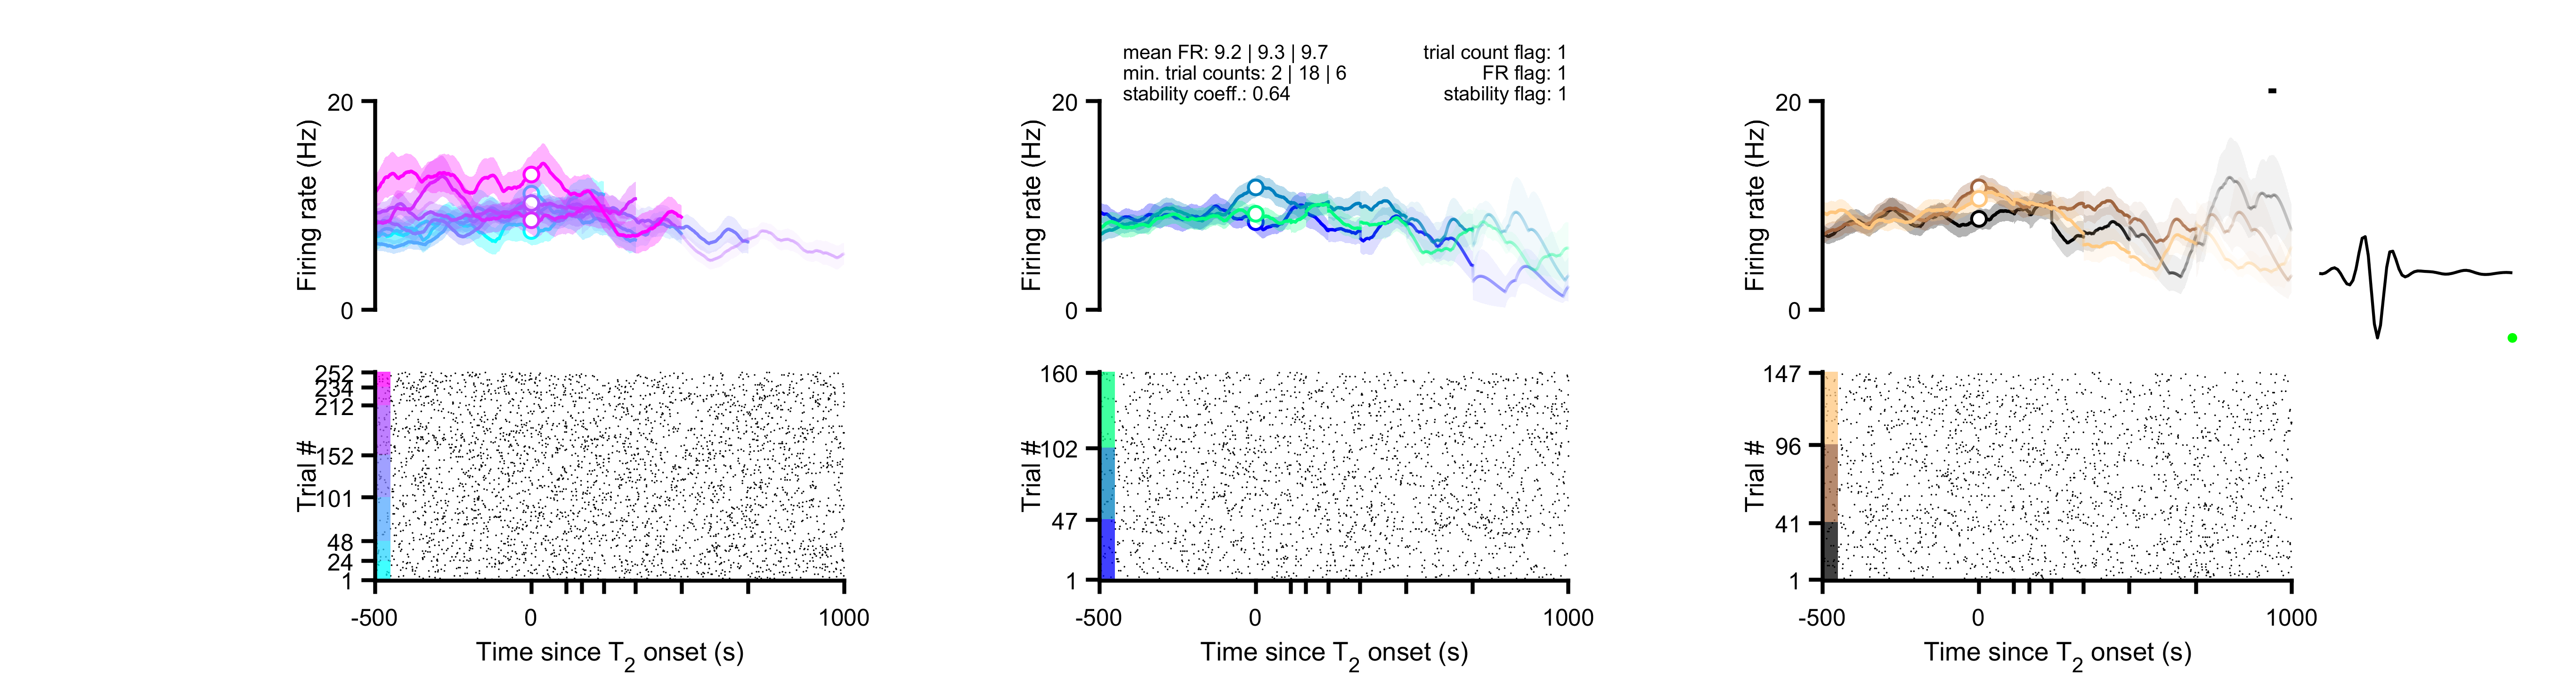 mean FR: 9.2 | 9.3 | 9.7
min. trial counts: 2 | 18 | 6
stability coeff.: 0.64
trial count flag: 1
FR flag: 1
stability flag: 1
20
Firing rate (Hz)
0
252
234
212
152
101
48
24
1
Trial #
-500
0
1000
Time since T2 onset (s)
20
Firing rate (Hz)
0
160
102
47
1
Trial #
-500
0
1000
Time since T2 onset (s)
20
Firing rate (Hz)
0
147
96
41
1
Trial #
-500
0
1000
Time since T2 onset (s)